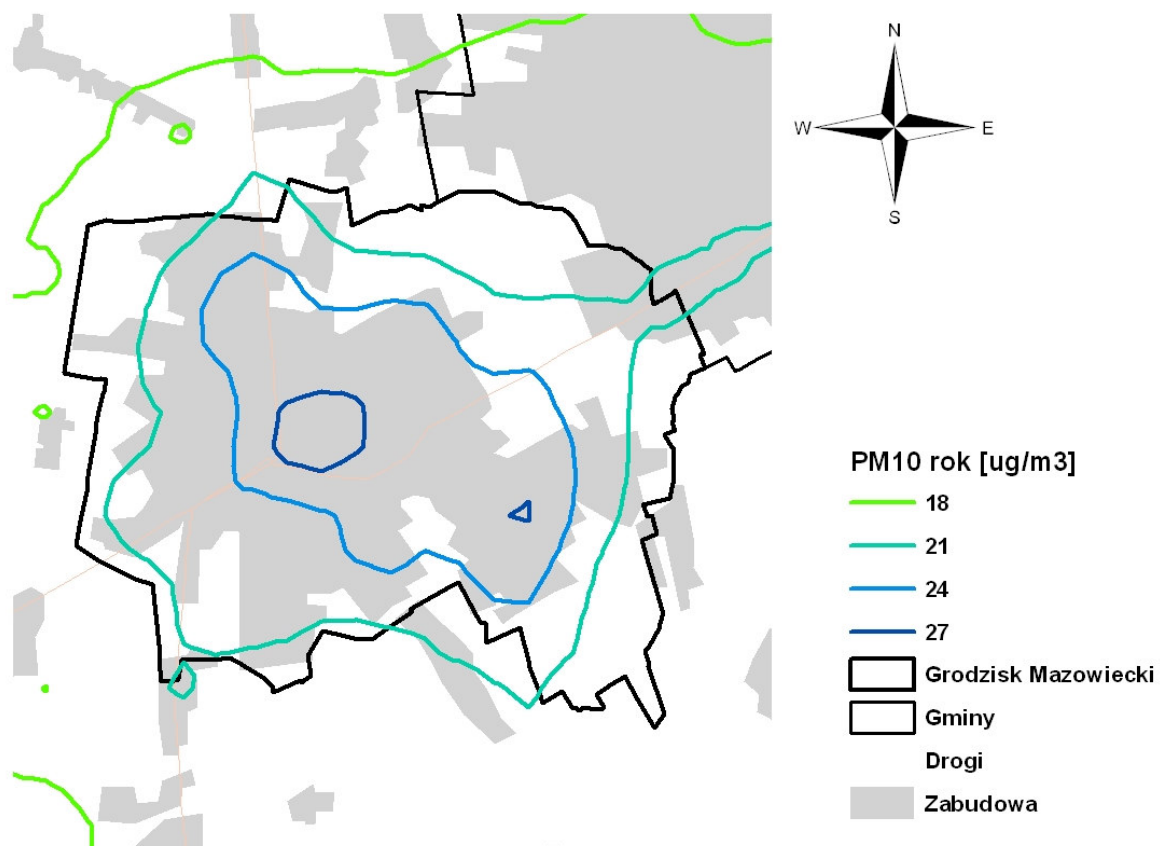 N
W E
S
PM10 rok [ug/m3]
18
21
24
27
Grodzisk Mazowiecki
Gminy
Drogi
Zabudowa